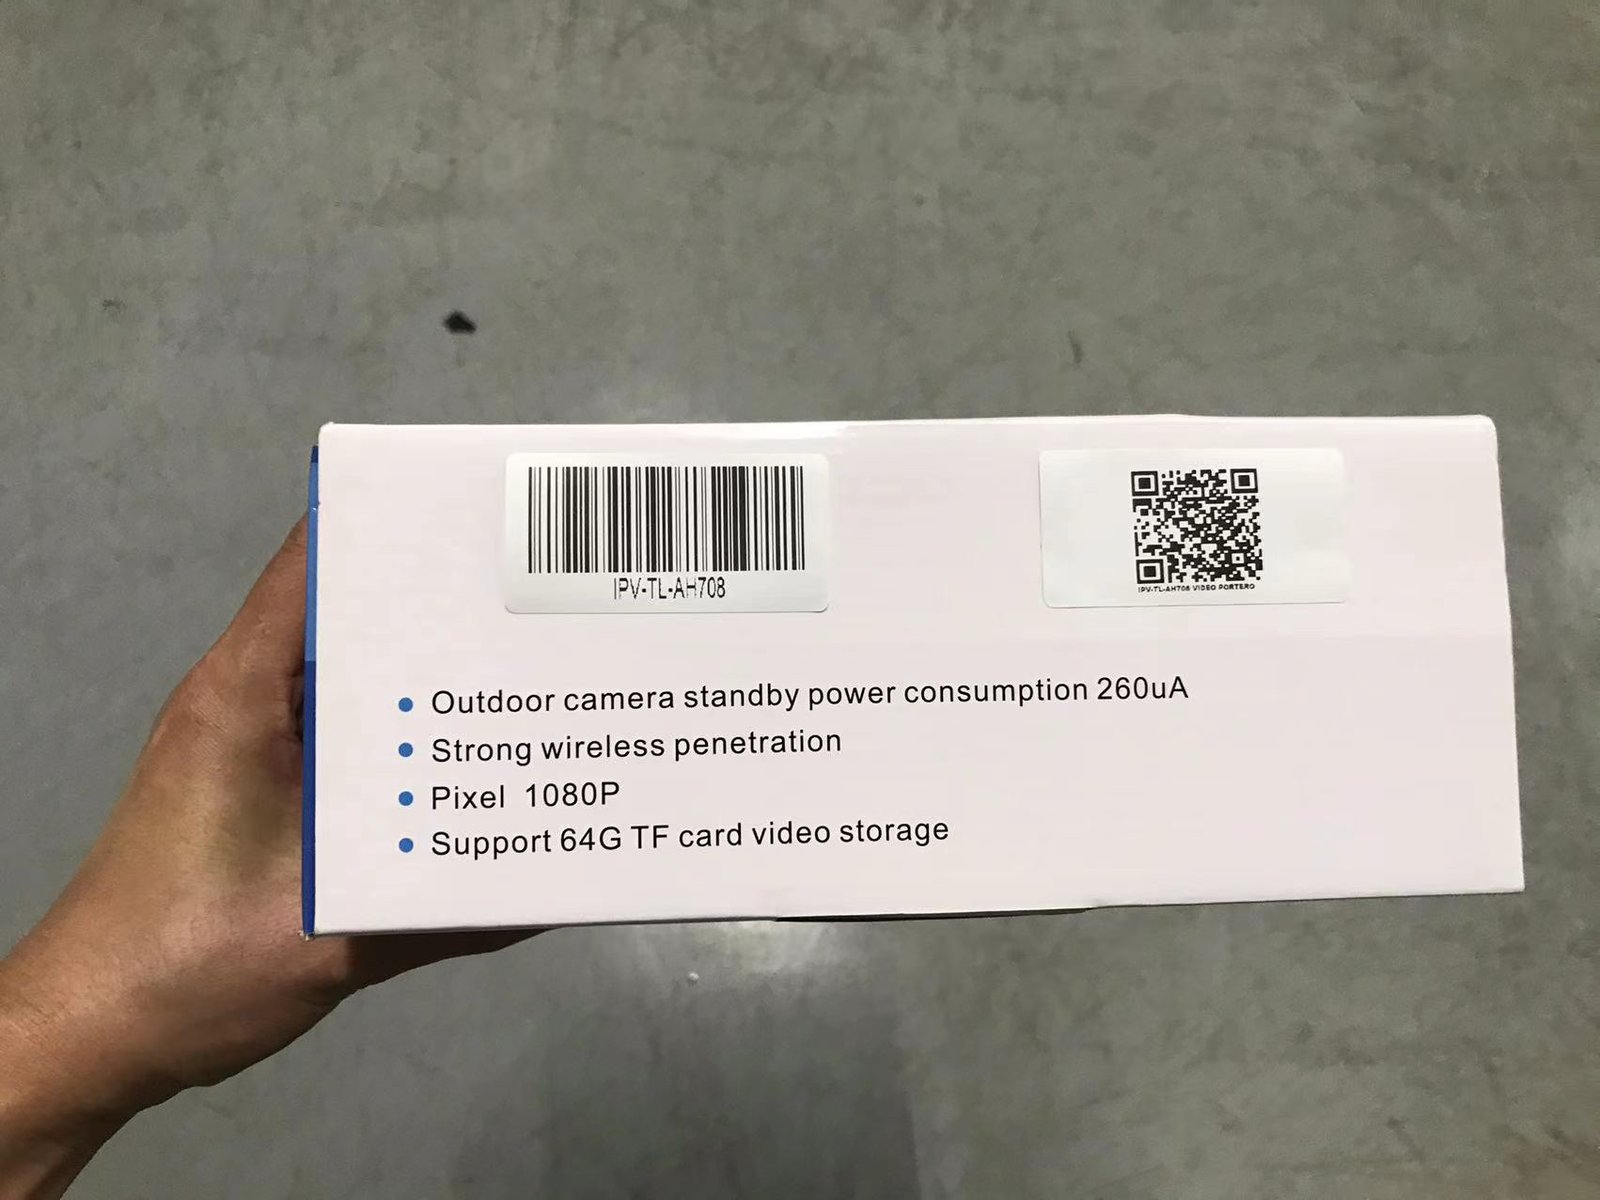 IPV-TL-AH708
IPV-TL-AH708 VIDEO PORTERO
Outdoor camera standby power consumption 260uA
Strong wireless penetration
Pixel 1080P
Support 64G TF card video storage